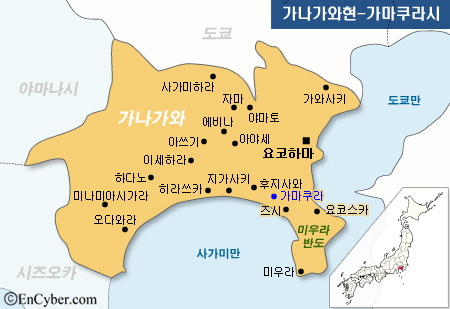 가나가와현-가마쿠라시
도쿄
야마나시
사가미하라
가와사키
도쿄만
자마
가나가와
야마토
에비나
아쓰기
아야세
요코하마
이세하라
하다노
지가사키
후지사와
미나미아시가라
히라쓰카
가마쿠라
즈시
요코스카
오다와라
미우라
반도
사가미만
시즈오카
미우라
©EnCyber.com